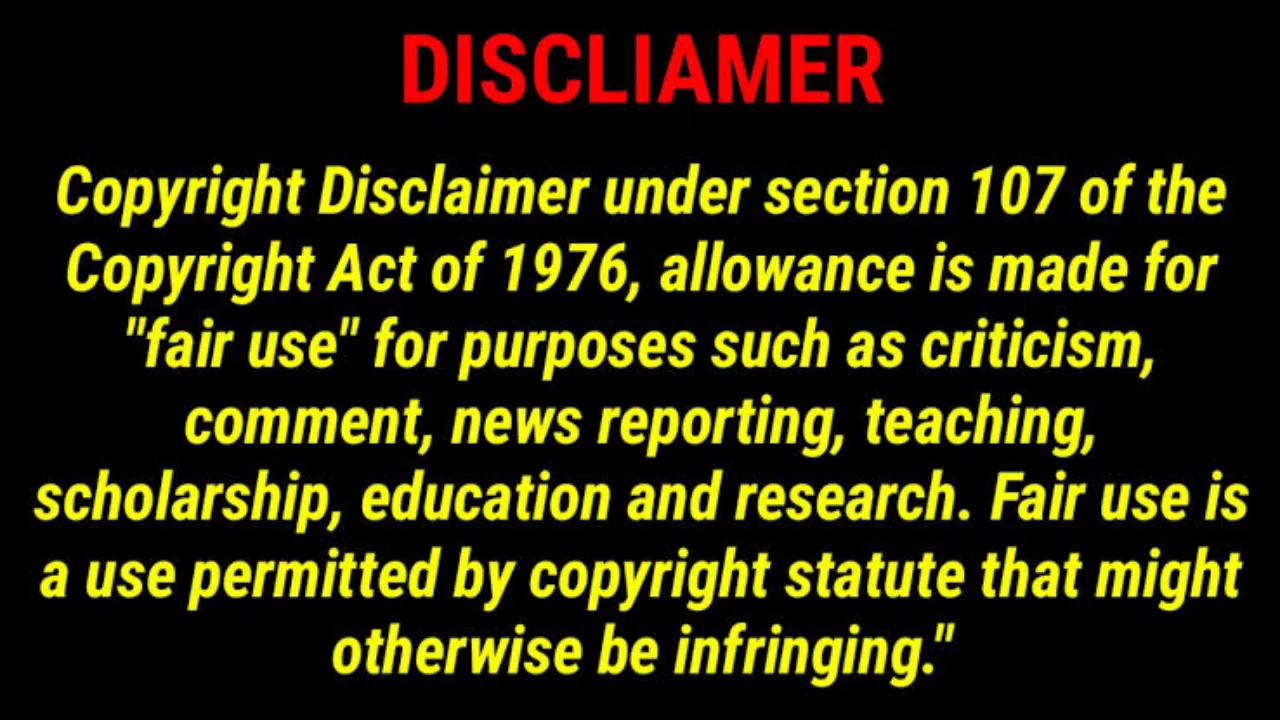 DISCLIAMER
Copyright Disclaimer under section 107 of the
Copyright Act of 1976, allowance is made for
"fair use" for purposes such as criticism,
comment, news reporting, teaching,
scholarship, education and research. Fair use is
a use permitted by copyright statute that might
otherwise be infringing."